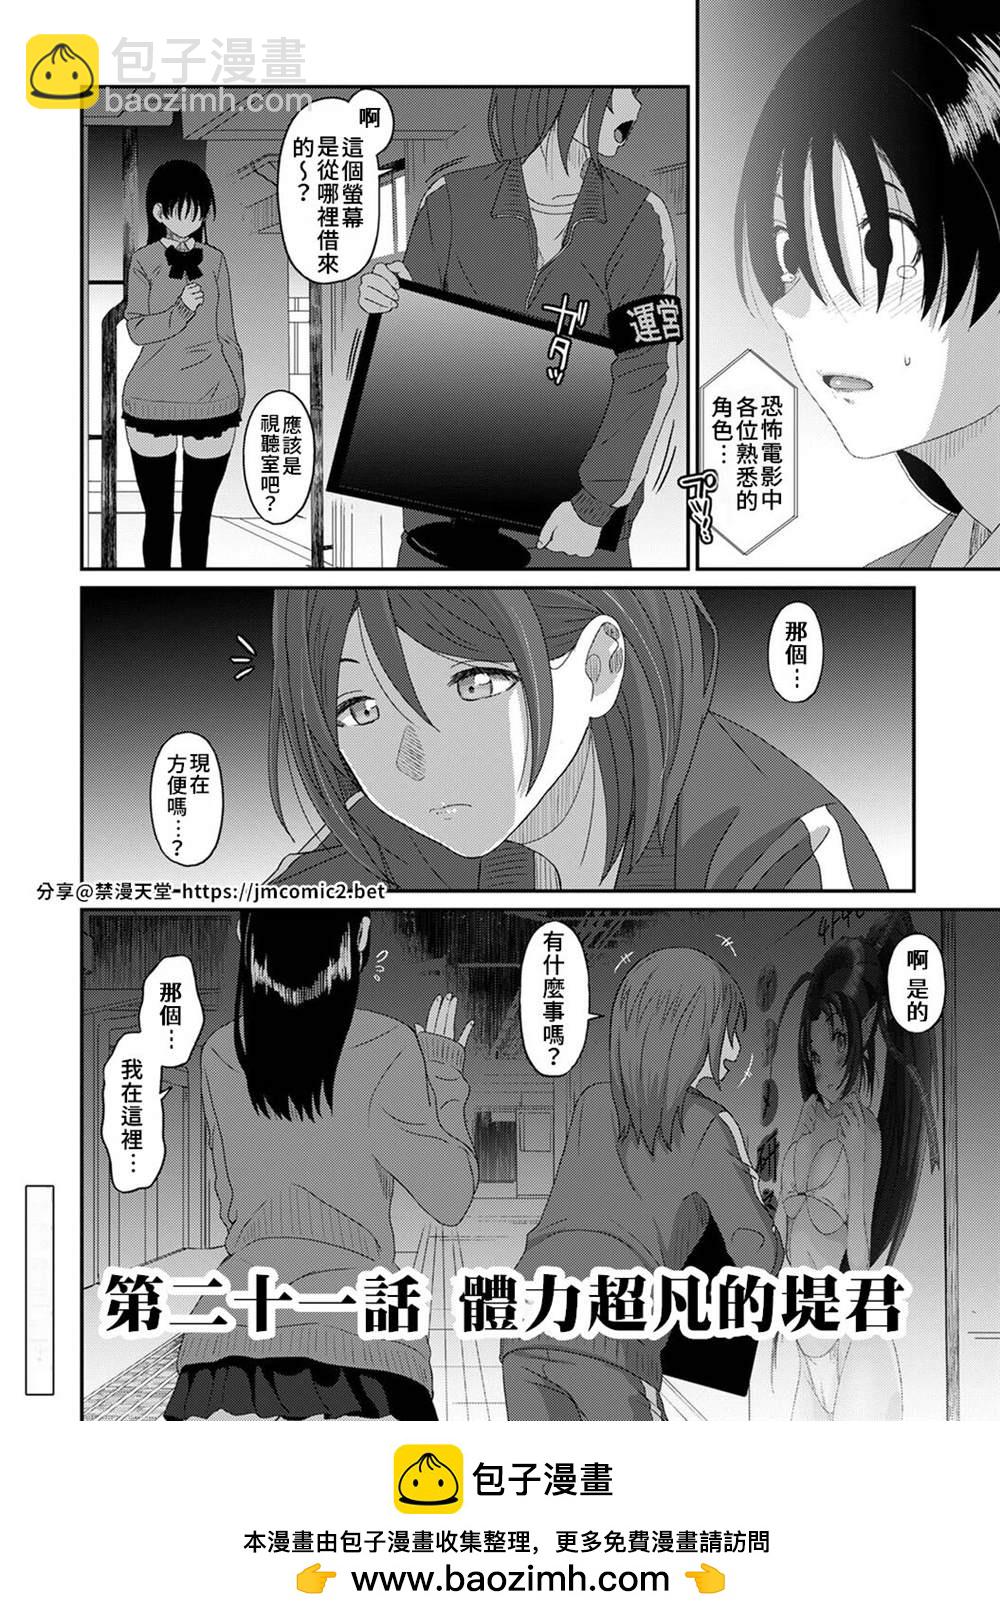 包子漫畫
baozimh.com
恐怖電影中
各位熟悉的
角色…
プッ
啊
這個螢幕
是從哪裡借來
的～?
ガタッ
運営
應該是
視聽室吧?
那個…
現在
方便嗎…?
分享@禁漫天堂-https://jmcomic2.bet
啊 是的
有什麼事嗎?
那個…
我在這裡…
第二十一話 體力超凡的堤君
包子漫畫
本漫畫由包子漫畫收集整理，更多免費漫畫請訪問
👉 www.baozimh.com 👈